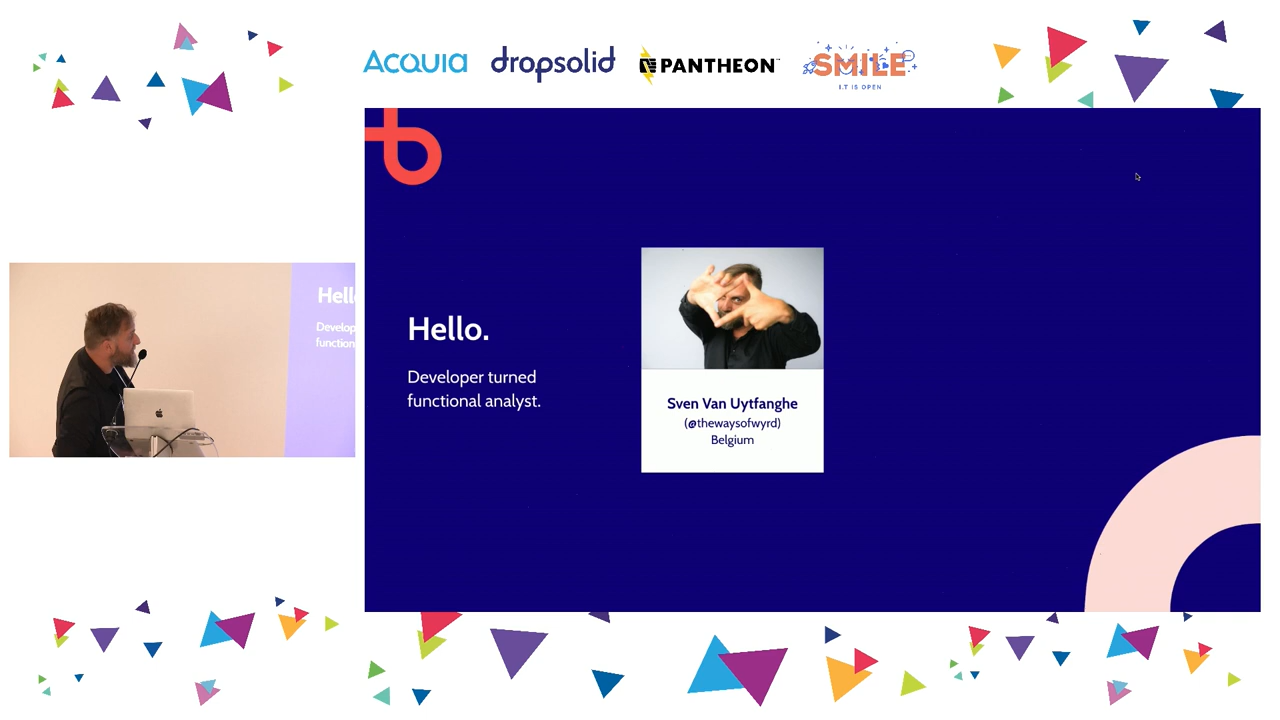 ACQUIA
dropsolid
PANTHEON
SMILE
I.T IS OPEN
Hello.
Developer turned
functional analyst.
Sven Van Uytfanghe
(@thewaysofwyrd)
Belgium
Hell
Develop
function